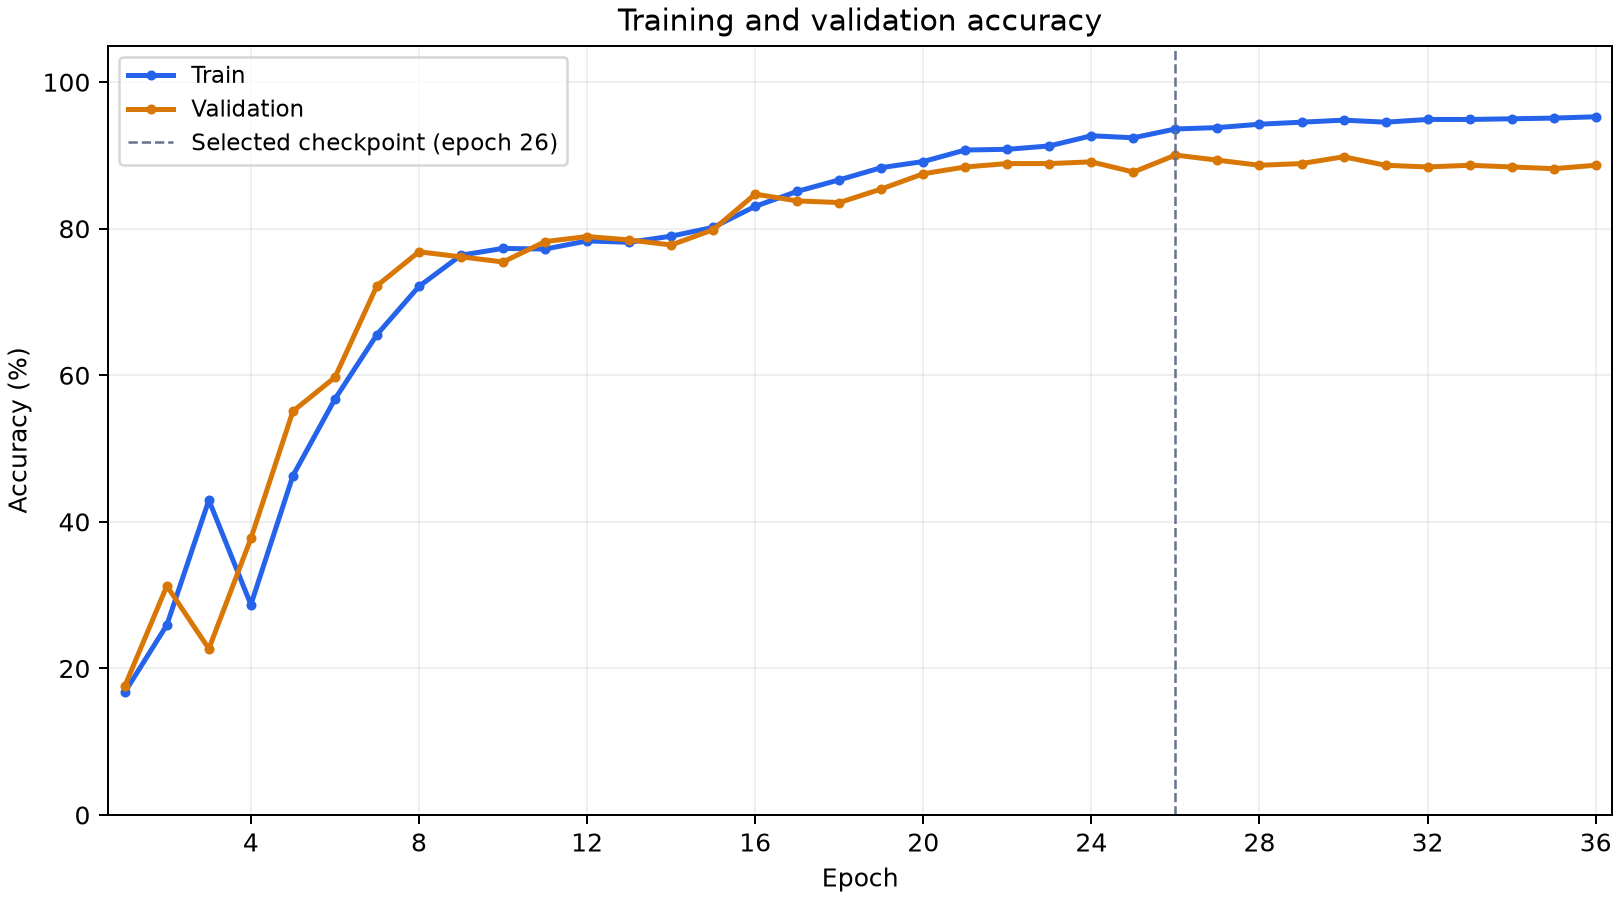 Training and validation accuracy
Train
Validation
Selected checkpoint (epoch 26)
Accuracy (%)
100
80
60
40
20
0
4 8 12 16 20 24 28 32 36
Epoch